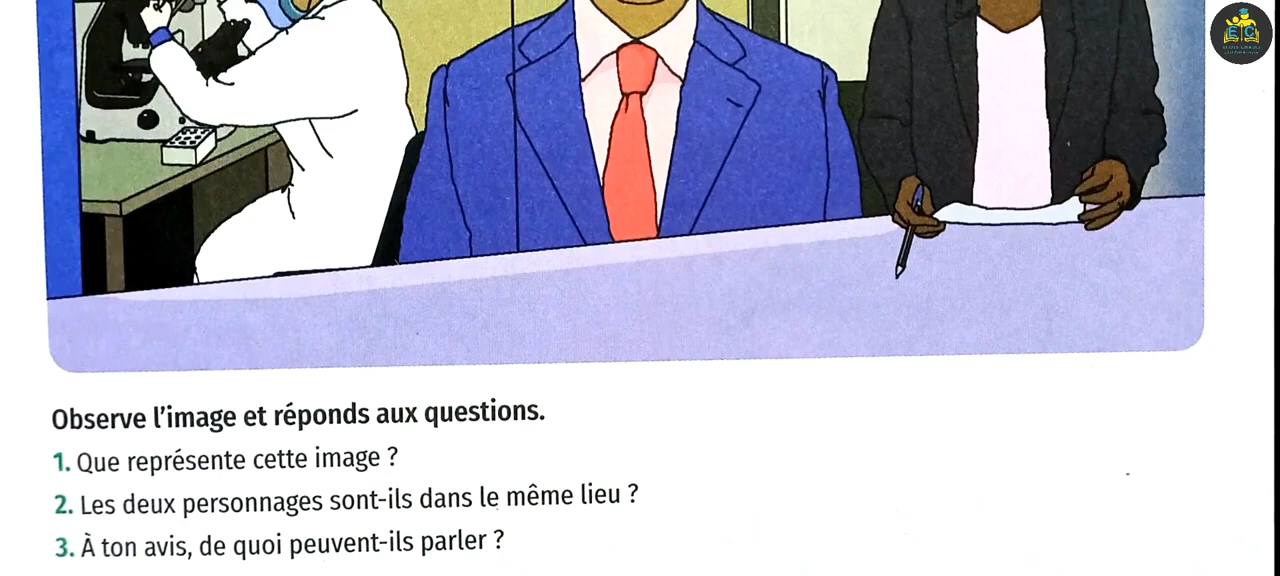 E C
Observe l'image et réponds aux questions.
1. Que représente cette image ?
2. Les deux personnages sont-ils dans le même lieu ?
3. À ton avis, de quoi peuvent-ils parler ?